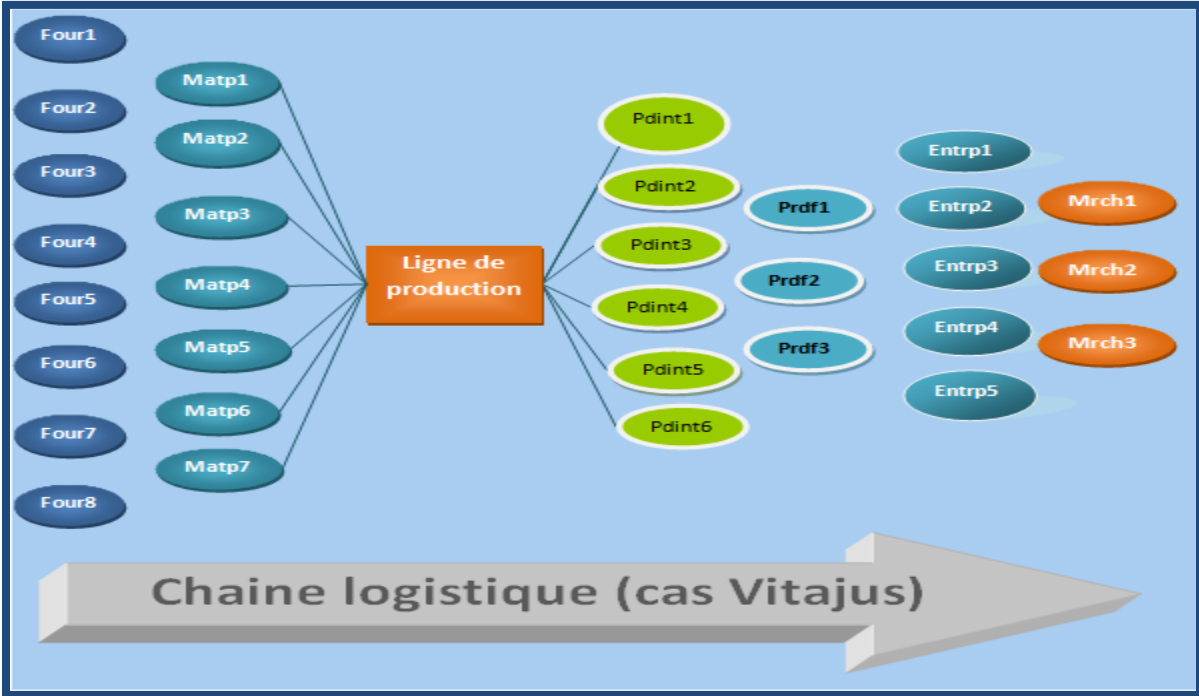 Four1
Four2
Four3
Four4
Four5
Four6
Four7
Four8
Matp1
Matp2
Matp3
Matp4
Matp5
Matp6
Matp7
Ligne de
production
Pdint1
Pdint2
Pdint3
Pdint4
Pdint5
Pdint6
Prdf1
Prdf2
Prdf3
Entrp1
Entrp2
Entrp3
Entrp4
Entrp5
Mrch1
Mrch2
Mrch3
Chaine logistique (cas Vitajus)